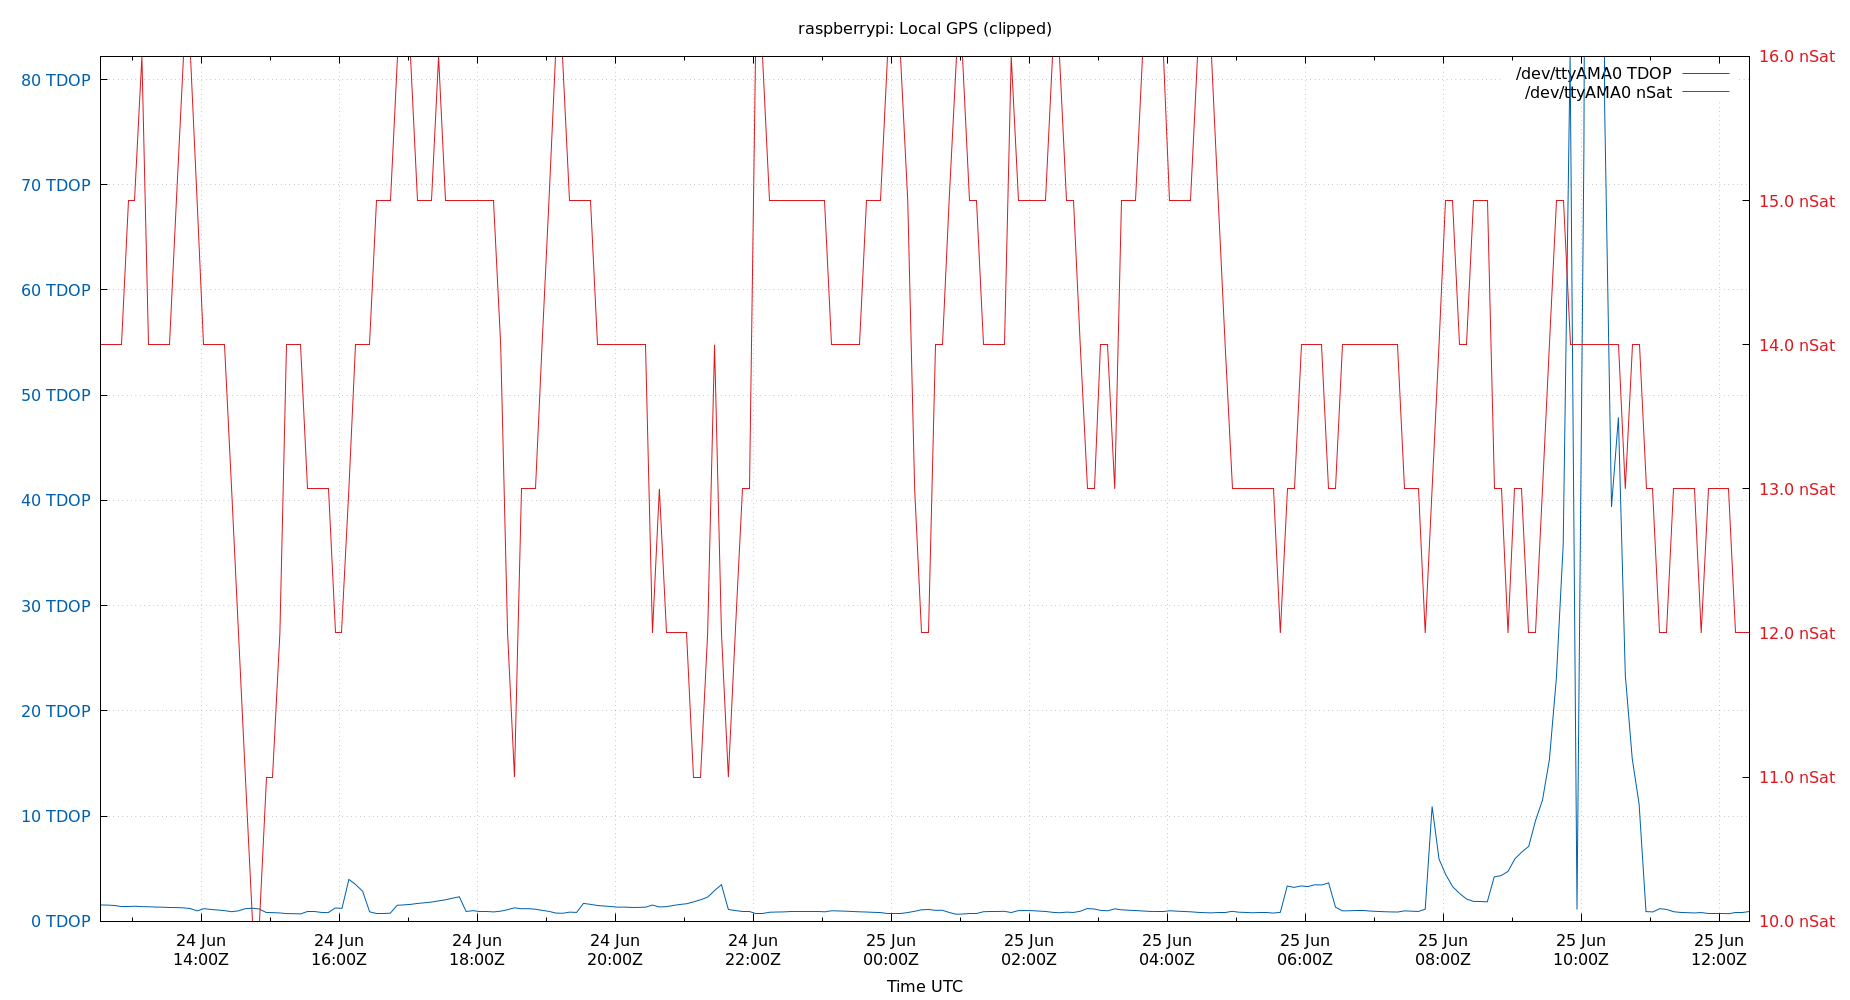 raspberrypi: Local GPS (clipped)
80 TDOP
70 TDOP
60 TDOP
50 TDOP
40 TDOP
30 TDOP
20 TDOP
10 TDOP
0 TDOP
16.0 nSat
15.0 nSat
14.0 nSat
13.0 nSat
12.0 nSat
11.0 nSat
10.0 nSat
/dev/ttyAMA0 TDOP
/dev/ttyAMA0 nSat
24 Jun
14:00Z
24 Jun
16:00Z
24 Jun
18:00Z
24 Jun
20:00Z
24 Jun
22:00Z
25 Jun
00:00Z
25 Jun
02:00Z
25 Jun
04:00Z
25 Jun
06:00Z
25 Jun
08:00Z
25 Jun
10:00Z
25 Jun
12:00Z
Time UTC